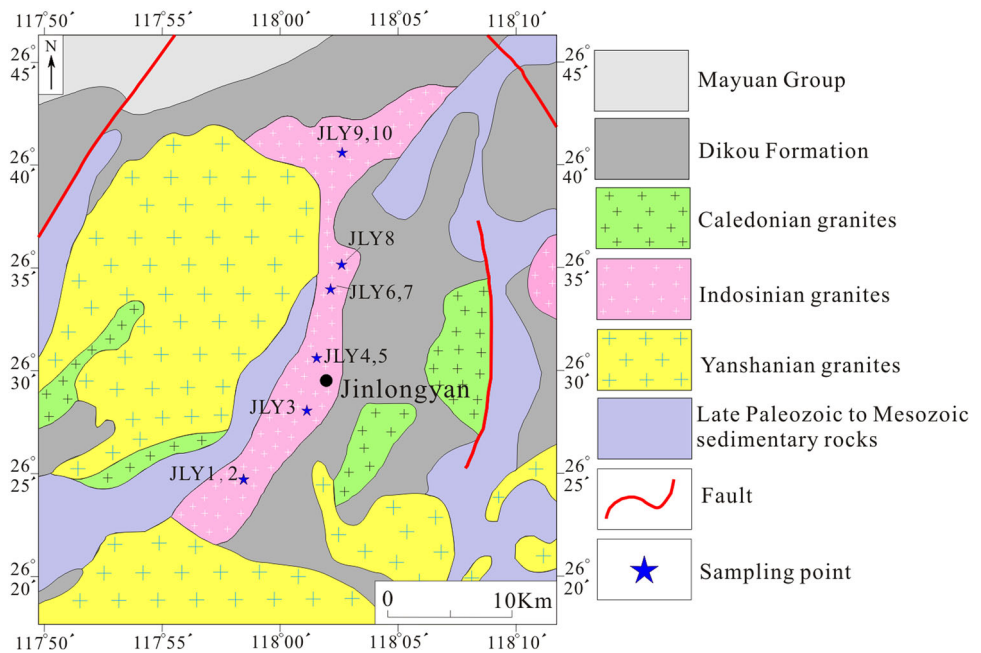 117°50′ 117°55′ 118°00′ 118°05′ 118°10′
N
26°
45′
26°
45′
Mayuan Group
JLY9,10
Dikou Formation
26°
40′
26°
40′
Caledonian granites
JLY8
26°
35′
26°
35′
JLY6,7
Indosinian granites
JLY4,5
26°
30′
26°
30′
Yanshanian granites
Jinlongyan
JLY3
Late Paleozoic to Mesozoic
sedimentary rocks
JLY1, 2
26°
25′
26°
25′
Fault
26°
20′
26°
20′
Sampling point
0 10Km
117°50′ 117°55′ 118°00′ 118°05′ 118°10′